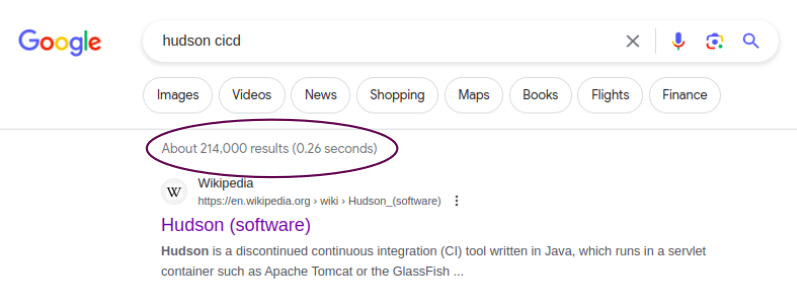 Google
hudson cicd
Images Videos News Shopping Maps Books Flights Finance
About 214,000 results (0.26 seconds)
W
Wikipedia
https://en.wikipedia.org › wiki › Hudson_(software)
Hudson (software)
Hudson is a discontinued continuous integration (CI) tool written in Java, which runs in a servlet
container such as Apache Tomcat or the GlassFish ...